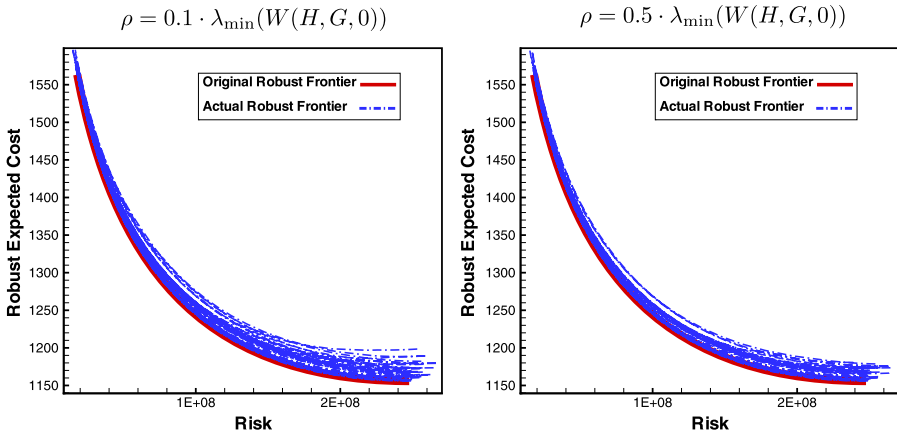 ρ = 0.1 · λmin(W(H, G, 0))
Robust Expected Cost
1550
1500
1450
1400
1350
1300
1250
1200
1150
Original Robust Frontier
Actual Robust Frontier
1E+08
2E+08
Risk
ρ = 0.5 · λmin(W(H, G, 0))
Robust Expected Cost
1550
1500
1450
1400
1350
1300
1250
1200
1150
Original Robust Frontier
Actual Robust Frontier
1E+08
2E+08
Risk